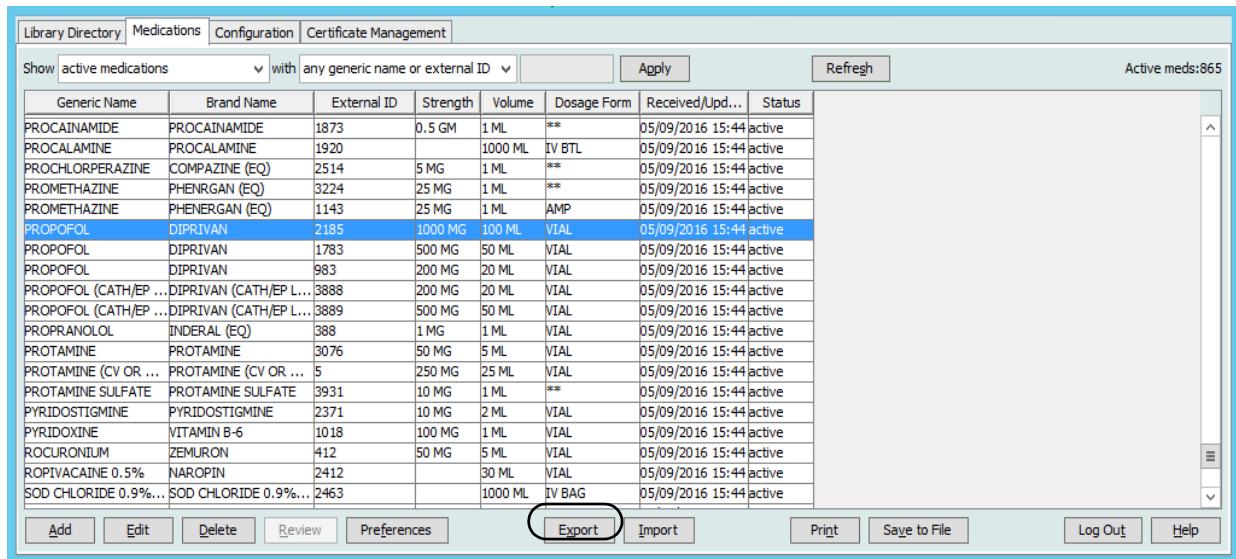 Library Directory Medications Configuration Certificate Management
Show active medications with any generic name or external ID Apply Refresh Active meds:865
Generic Name Brand Name External ID Strength Volume Dosage Form Received/Upd... Status
PROCAINAMIDE PROCAINAMIDE 1873 0.5 GM 1 ML ** 05/09/2016 15:44 active
PROCALAMINE PROCALAMINE 1920 1000 ML IV BTL 05/09/2016 15:44 active
PROCHLORPERAZINE COMPAZINE (EQ) 2514 5 MG 1 ML ** 05/09/2016 15:44 active
PROMETHAZINE PHENRGAN (EQ) 3224 25 MG 1 ML ** 05/09/2016 15:44 active
PROMETHAZINE PHENERGAN (EQ) 1143 25 MG 1 ML AMP 05/09/2016 15:44 active
PROPOFOL DIPRIVAN 2185 1000 MG 100 ML VIAL 05/09/2016 15:44 active
PROPOFOL DIPRIVAN 1783 500 MG 50 ML VIAL 05/09/2016 15:44 active
PROPOFOL DIPRIVAN 983 200 MG 20 ML VIAL 05/09/2016 15:44 active
PROPOFOL (CATH/EP ... DIPRIVAN (CATH/EP L... 3888 200 MG 20 ML VIAL 05/09/2016 15:44 active
PROPOFOL (CATH/EP ... DIPRIVAN (CATH/EP L... 3889 500 MG 50 ML VIAL 05/09/2016 15:44 active
PROPRANOLOL INDERAL (EQ) 388 1 MG 1 ML VIAL 05/09/2016 15:44 active
PROTAMINE PROTAMINE 3076 50 MG 5 ML VIAL 05/09/2016 15:44 active
PROTAMINE (CV OR ... PROTAMINE (CV OR ... 5 250 MG 25 ML VIAL 05/09/2016 15:44 active
PROTAMINE SULFATE PROTAMINE SULFATE 3931 10 MG 1 ML ** 05/09/2016 15:44 active
PYRIDOSTIGMINE PYRIDOSTIGMINE 2371 10 MG 2 ML VIAL 05/09/2016 15:44 active
PYRIDOXINE VITAMIN B-6 1018 100 MG 1 ML VIAL 05/09/2016 15:44 active
ROCURONIUM ZEMURON 412 50 MG 5 ML VIAL 05/09/2016 15:44 active
ROPIVACAINE 0.5% NAROPIN 2412 30 ML VIAL 05/09/2016 15:44 active
SOD CHLORIDE 0.9%... SOD CHLORIDE 0.9%... 2463 1000 ML IV BAG 05/09/2016 15:44 active
Add Edit Delete Review Preferences Export Import Print Save to File Log Out Help